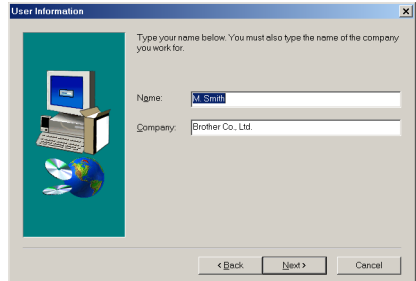 User Information
Type your name below. You must also type the name of the company
you work for.
Name: M. Smith
Company: Brother Co., Ltd.
< Back Next > Cancel